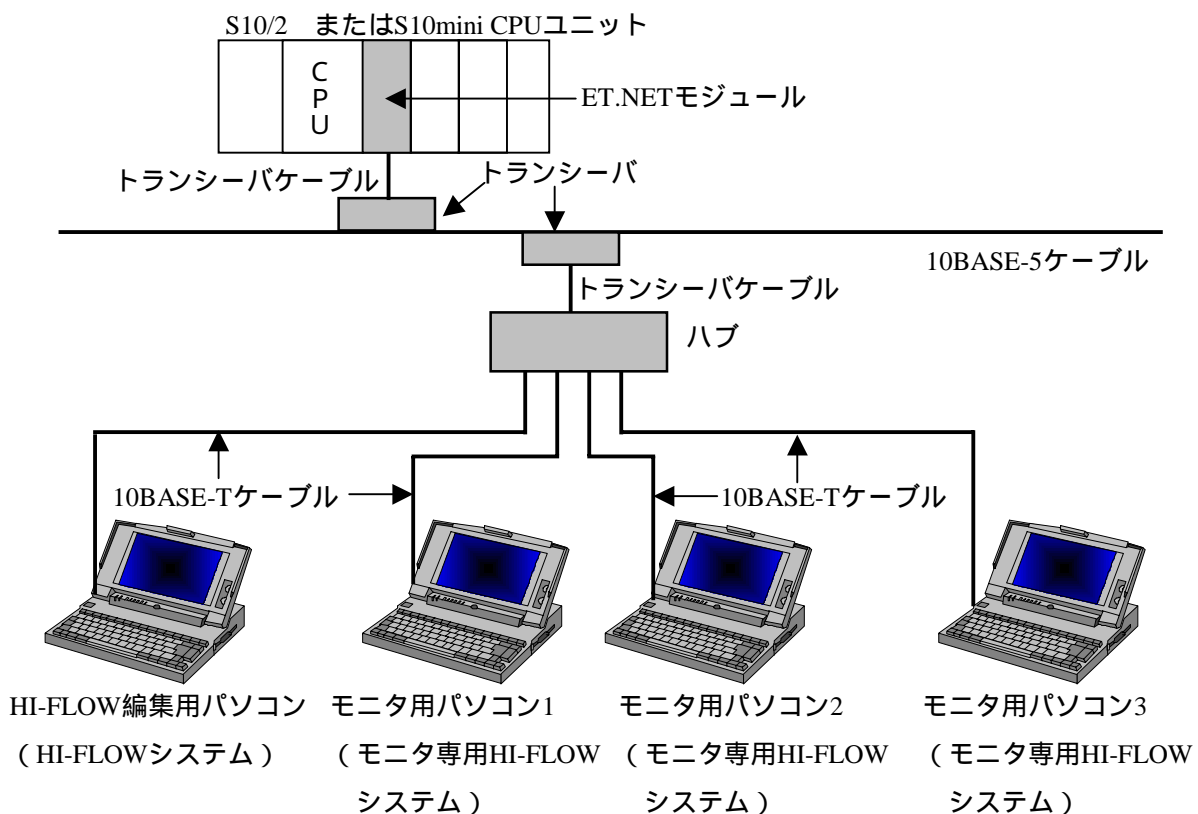 S10/2 またはS10mini CPUユニット
CPU
ET.NETモジュール
トランシーバケーブル
トランシーバ
10BASE-5ケーブル
トランシーバケーブル
ハブ
10BASE-Tケーブル
10BASE-Tケーブル
HI-FLOW編集用パソコン
(HI-FLOWシステム)
モニタ用パソコン1
(モニタ専用HI-FLOW
システム)
モニタ用パソコン2
(モニタ専用HI-FLOW
システム)
モニタ用パソコン3
(モニタ専用HI-FLOW
システム)